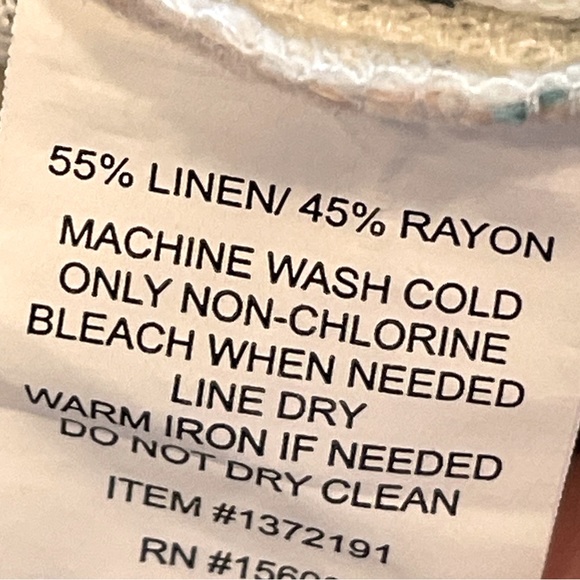 55% LINEN/ 45% RAYON
MACHINE WASH COLD
ONLY NON-CHLORINE
BLEACH WHEN NEEDED
LINE DRY
WARM IRON IF NEEDED
DO NOT DRY CLEAN
ITEM #1372191
RN